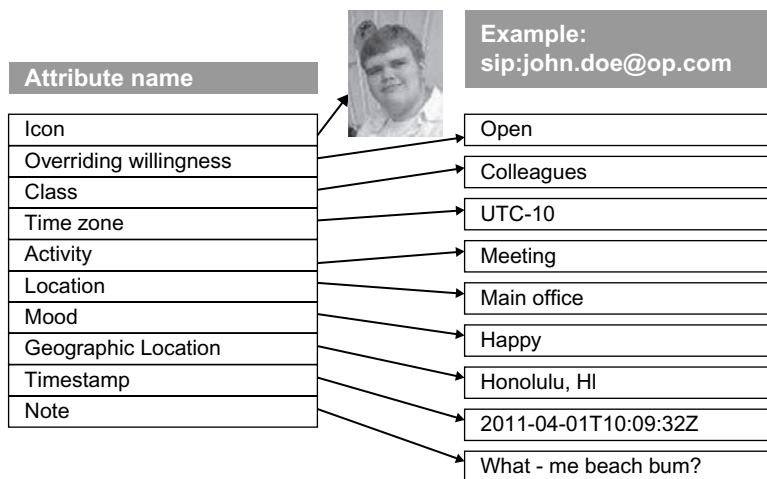 Attribute name
Icon
Overriding willingness
Class
Time zone
Activity
Location
Mood
Geographic Location
Timestamp
Note
Example:
sip:john.doe@op.com
Open
Colleagues
UTC-10
Meeting
Main office
Happy
Honolulu, HI
2011-04-01T10:09:32Z
What - me beach bum?